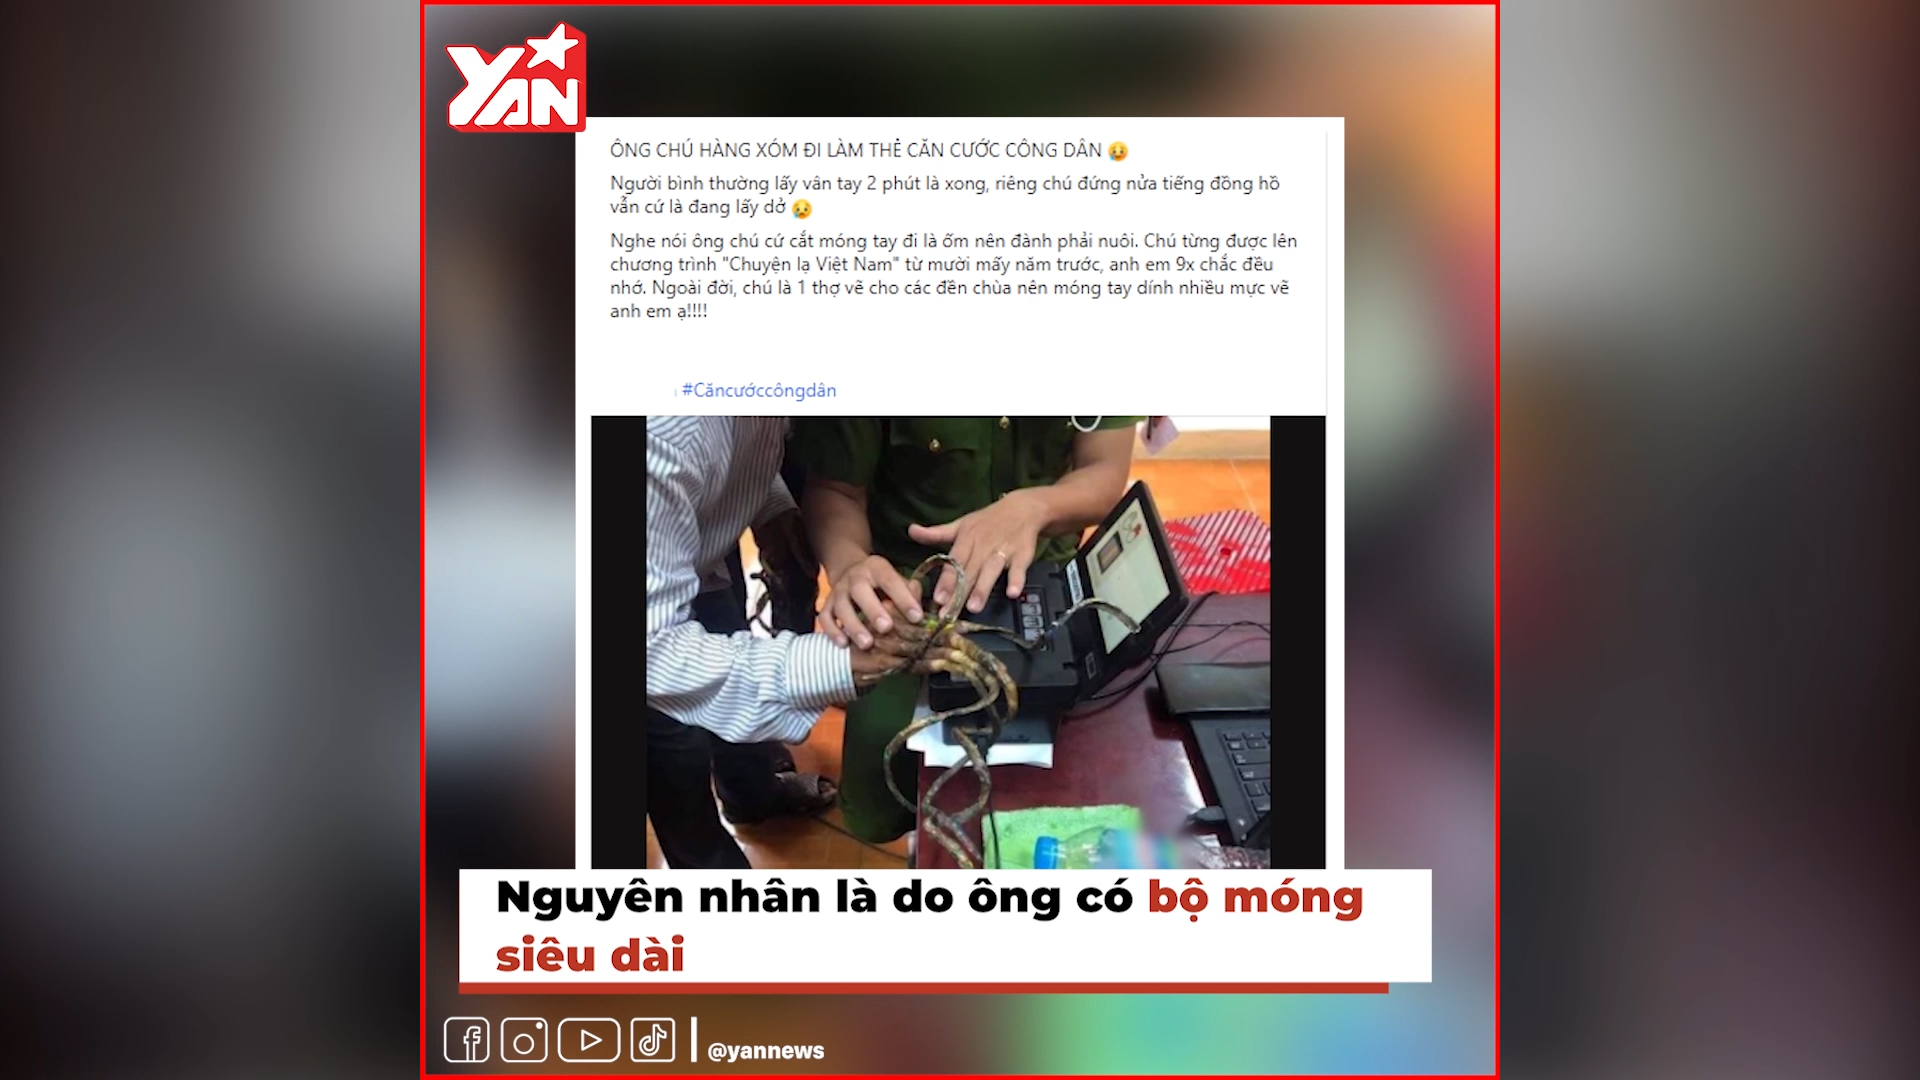 YAN
ÔNG CHÚ HÀNG XÓM ĐI LÀM THẺ CĂN CƯỚC CÔNG DÂN
Người bình thường lấy vân tay 2 phút là xong, riêng chú đứng nửa tiếng đồng hồ
vẫn cứ là đang lấy dở
Nghe nói ông chú cứ cắt móng tay đi là ốm nên đành phải nuôi. Chú từng được lên
chương trình "Chuyện lạ Việt Nam" từ mười mấy năm trước, anh em 9x chắc đều
nhớ. Ngoài đời, chú là 1 thợ vẽ cho các đền chùa nên móng tay dính nhiều mực vẽ
anh em ạ!!!!
#Căncướccôngdân
Nguyên nhân là do ông có bộ móng
siêu dài
@yannews